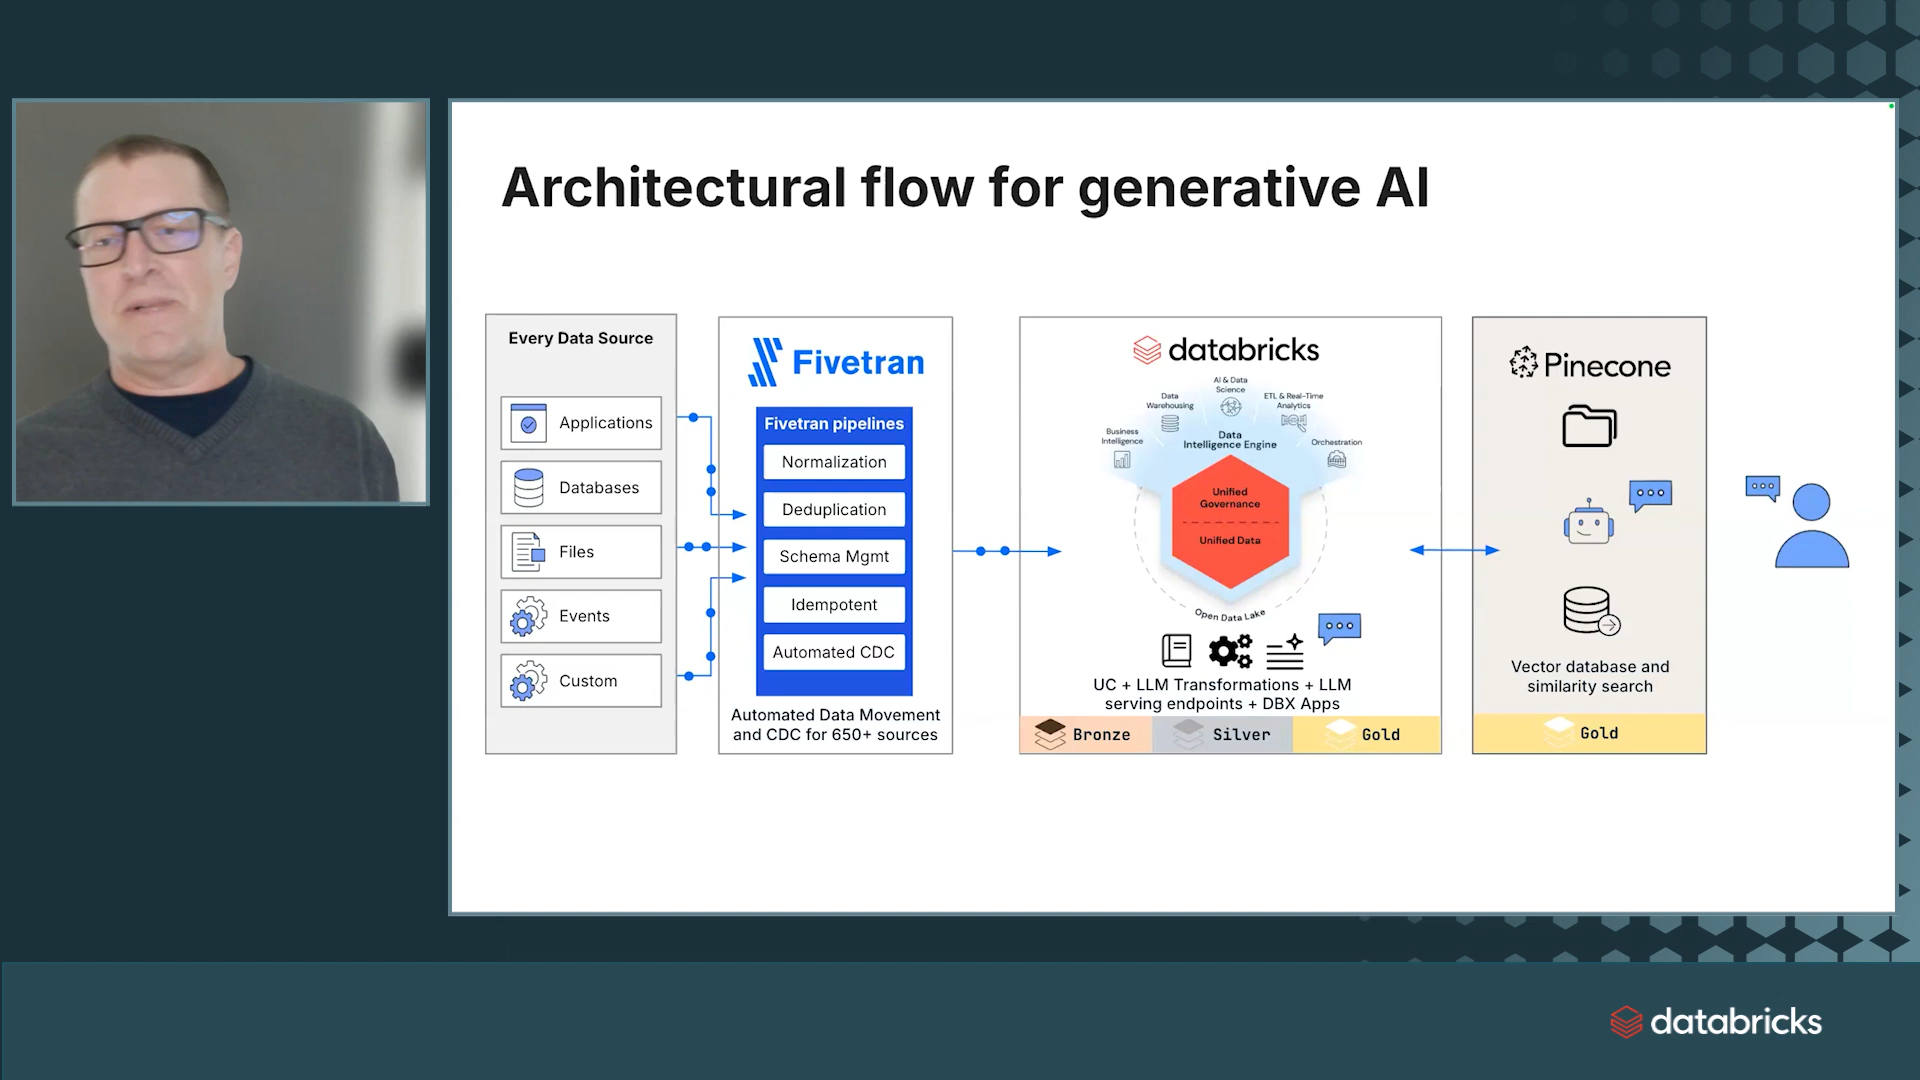 Architectural flow for generative AI
Every Data Source
Applications
Databases
Files
Events
Custom
Fivetran
Fivetran pipelines
Normalization
Deduplication
Schema Mgmt
Idempotent
Automated CDC
Automated Data Movement
and CDC for 650+ sources
databricks
AI & Data
Science
Data
Warehousing
ETL & Real-Time
Analytics
Business
Intelligence
Data
Intelligence Engine
Orchestration
Unified
Governance
Unified Data
Open Data Lake
UC + LLM Transformations + LLM
serving endpoints + DBX Apps
Bronze
Silver
Gold
Pinecone
Vector database and
similarity search
Gold
databricks